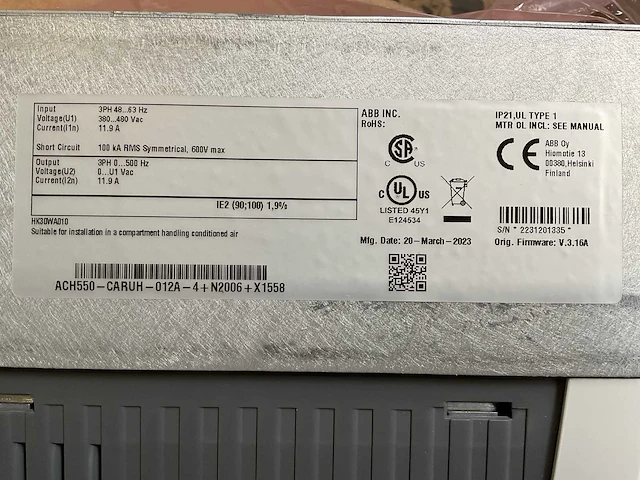 Input 3PH 48...63 Hz
Voltage(U1) 380...480 Vac
Current(I1n) 11.9 A
Short Circuit 100 kA RMS Symmetrical, 600V max
Output 3PH 0...500 Hz
Voltage(U2) 0...U1 Vac
Current(I2n) 11.9 A
IE2 (90;100) 1,9%
HK30WA010
Suitable for installation in a compartment handling conditioned air
ACH550-CARUH-012A-4+N2006+X1558
ABB INC.
RoHS:
CSA
C US
C UL US
LISTED 45Y1
E124534
Mfg. Date: 20-March-2023
IP21,UL TYPE 1
MTR OL INCL: SEE MANUAL
CE
ABB Oy
Hiomotie 13
00380,Helsinki
Finland
S/N * 2231201335 *
Orig. Firmware: V.3.16A